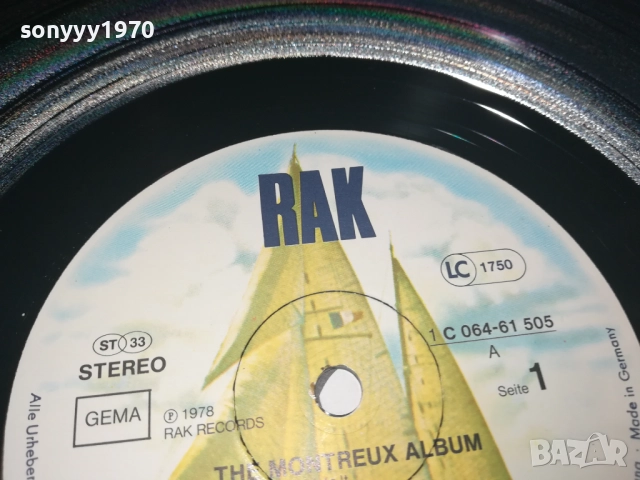 sonyyy1970
RAK
LC 1750
1 C 064-61 505
A
Seite 1
ST 33
STEREO
GEMA
℗ 1978
RAK RECORDS
THE MONTREUX ALBUM
Alle Urheber
Made in Germany
BAZAR